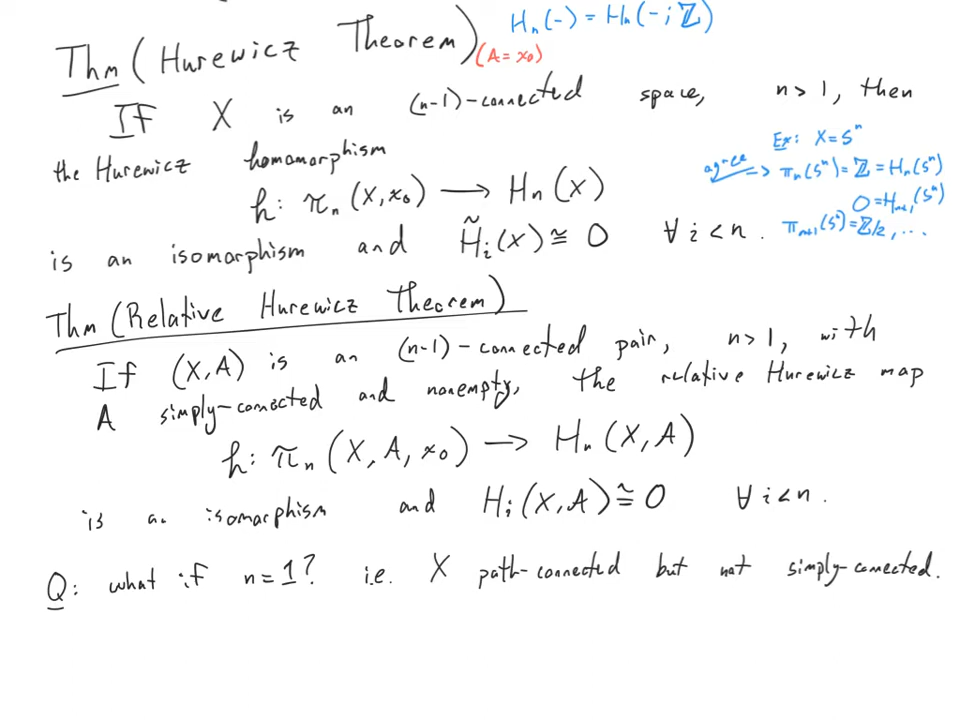 Thm (Hurewicz Theorem) (A = x₀) Hₙ(-) = Hₙ(-; ℤ)
If X is an (n-1)-connected space, n > 1, then
the Hurewicz homomorphism
h: πₙ(X, x₀) → Hₙ(X)
is an isomorphism and H̃ᵢ(X) ≅ 0 ∀ i < n.
Ex: X = Sⁿ
agree → πₙ(Sⁿ) = ℤ = Hₙ(Sⁿ)
0 = Hₙ₊₁(Sⁿ)
πₙ₊₁(Sⁿ) = ℤ/2, ...
Thm (Relative Hurewicz Theorem)
If (X, A) is an (n-1)-connected pair, n > 1, with
A simply-connected and nonempty, the relative Hurewicz map
h: πₙ(X, A, x₀) → Hₙ(X, A)
is an isomorphism and Hᵢ(X, A) ≅ 0 ∀ i < n.
Q: what if n = 1? i.e. X path-connected but not simply-connected.